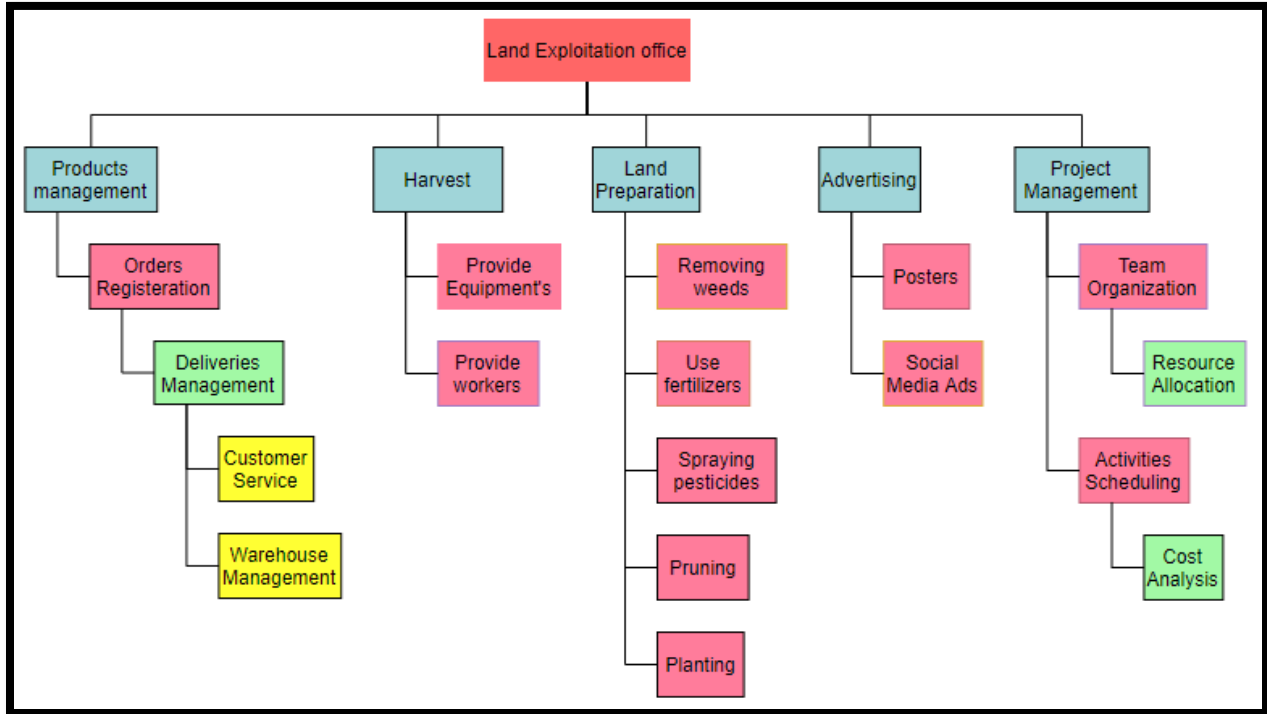 Land Exploitation office
Products
management
Harvest
Land
Preparation
Advertising
Project
Management
Orders
Registeration
Provide
Equipment's
Removing
weeds
Posters
Team
Organization
Deliveries
Management
Provide
workers
Use
fertilizers
Social
Media Ads
Resource
Allocation
Customer
Service
Spraying
pesticides
Activities
Scheduling
Warehouse
Management
Pruning
Cost
Analysis
Planting